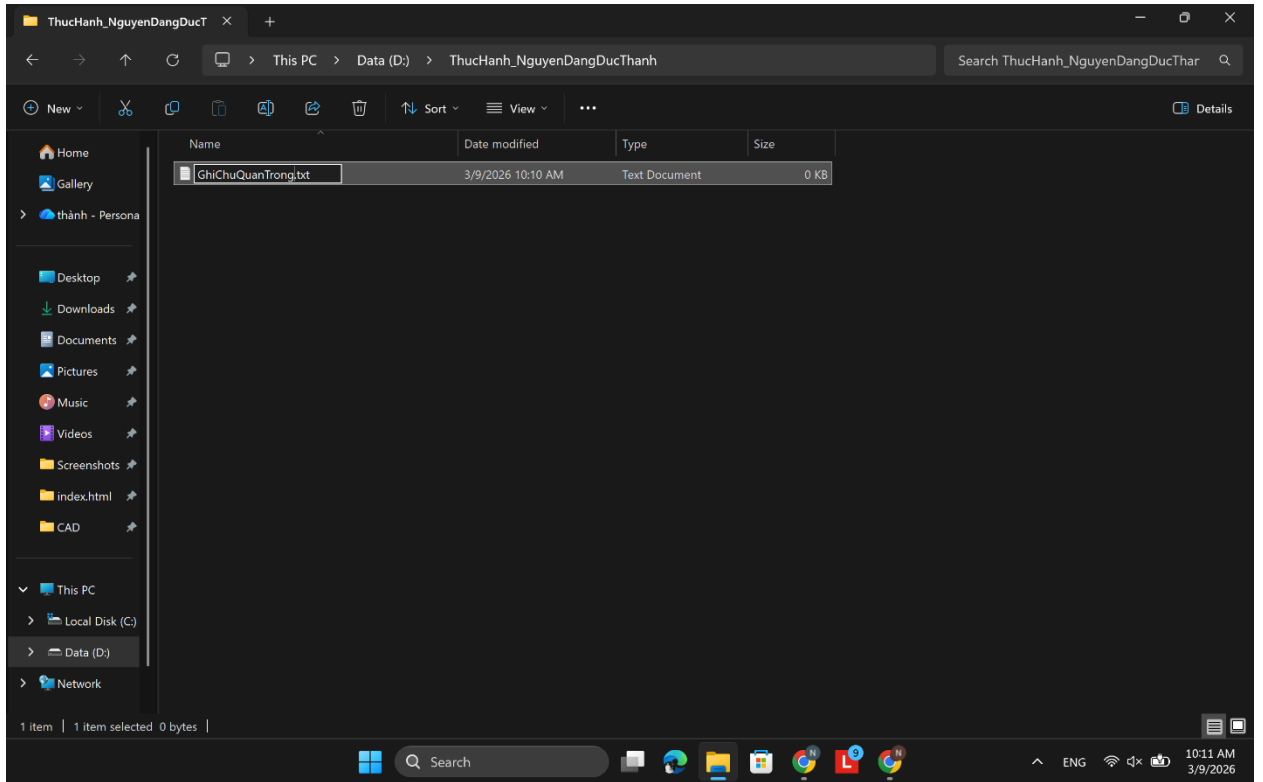 ThucHanh_NguyenDangDucT
This PC > Data (D:) > ThucHanh_NguyenDangDucThanh
Search ThucHanh_NguyenDangDucThar
New
Sort
View
Details
Name Date modified Type Size
GhiChuQuanTrong.txt 3/9/2026 10:10 AM Text Document 0 KB
Home
Gallery
thành - Persona
Desktop
Downloads
Documents
Pictures
Music
Videos
Screenshots
index.html
CAD
This PC
Local Disk (C:)
Data (D:)
Network
1 item 1 item selected 0 bytes
Search
N
L
9
N
ENG
10:11 AM
3/9/2026